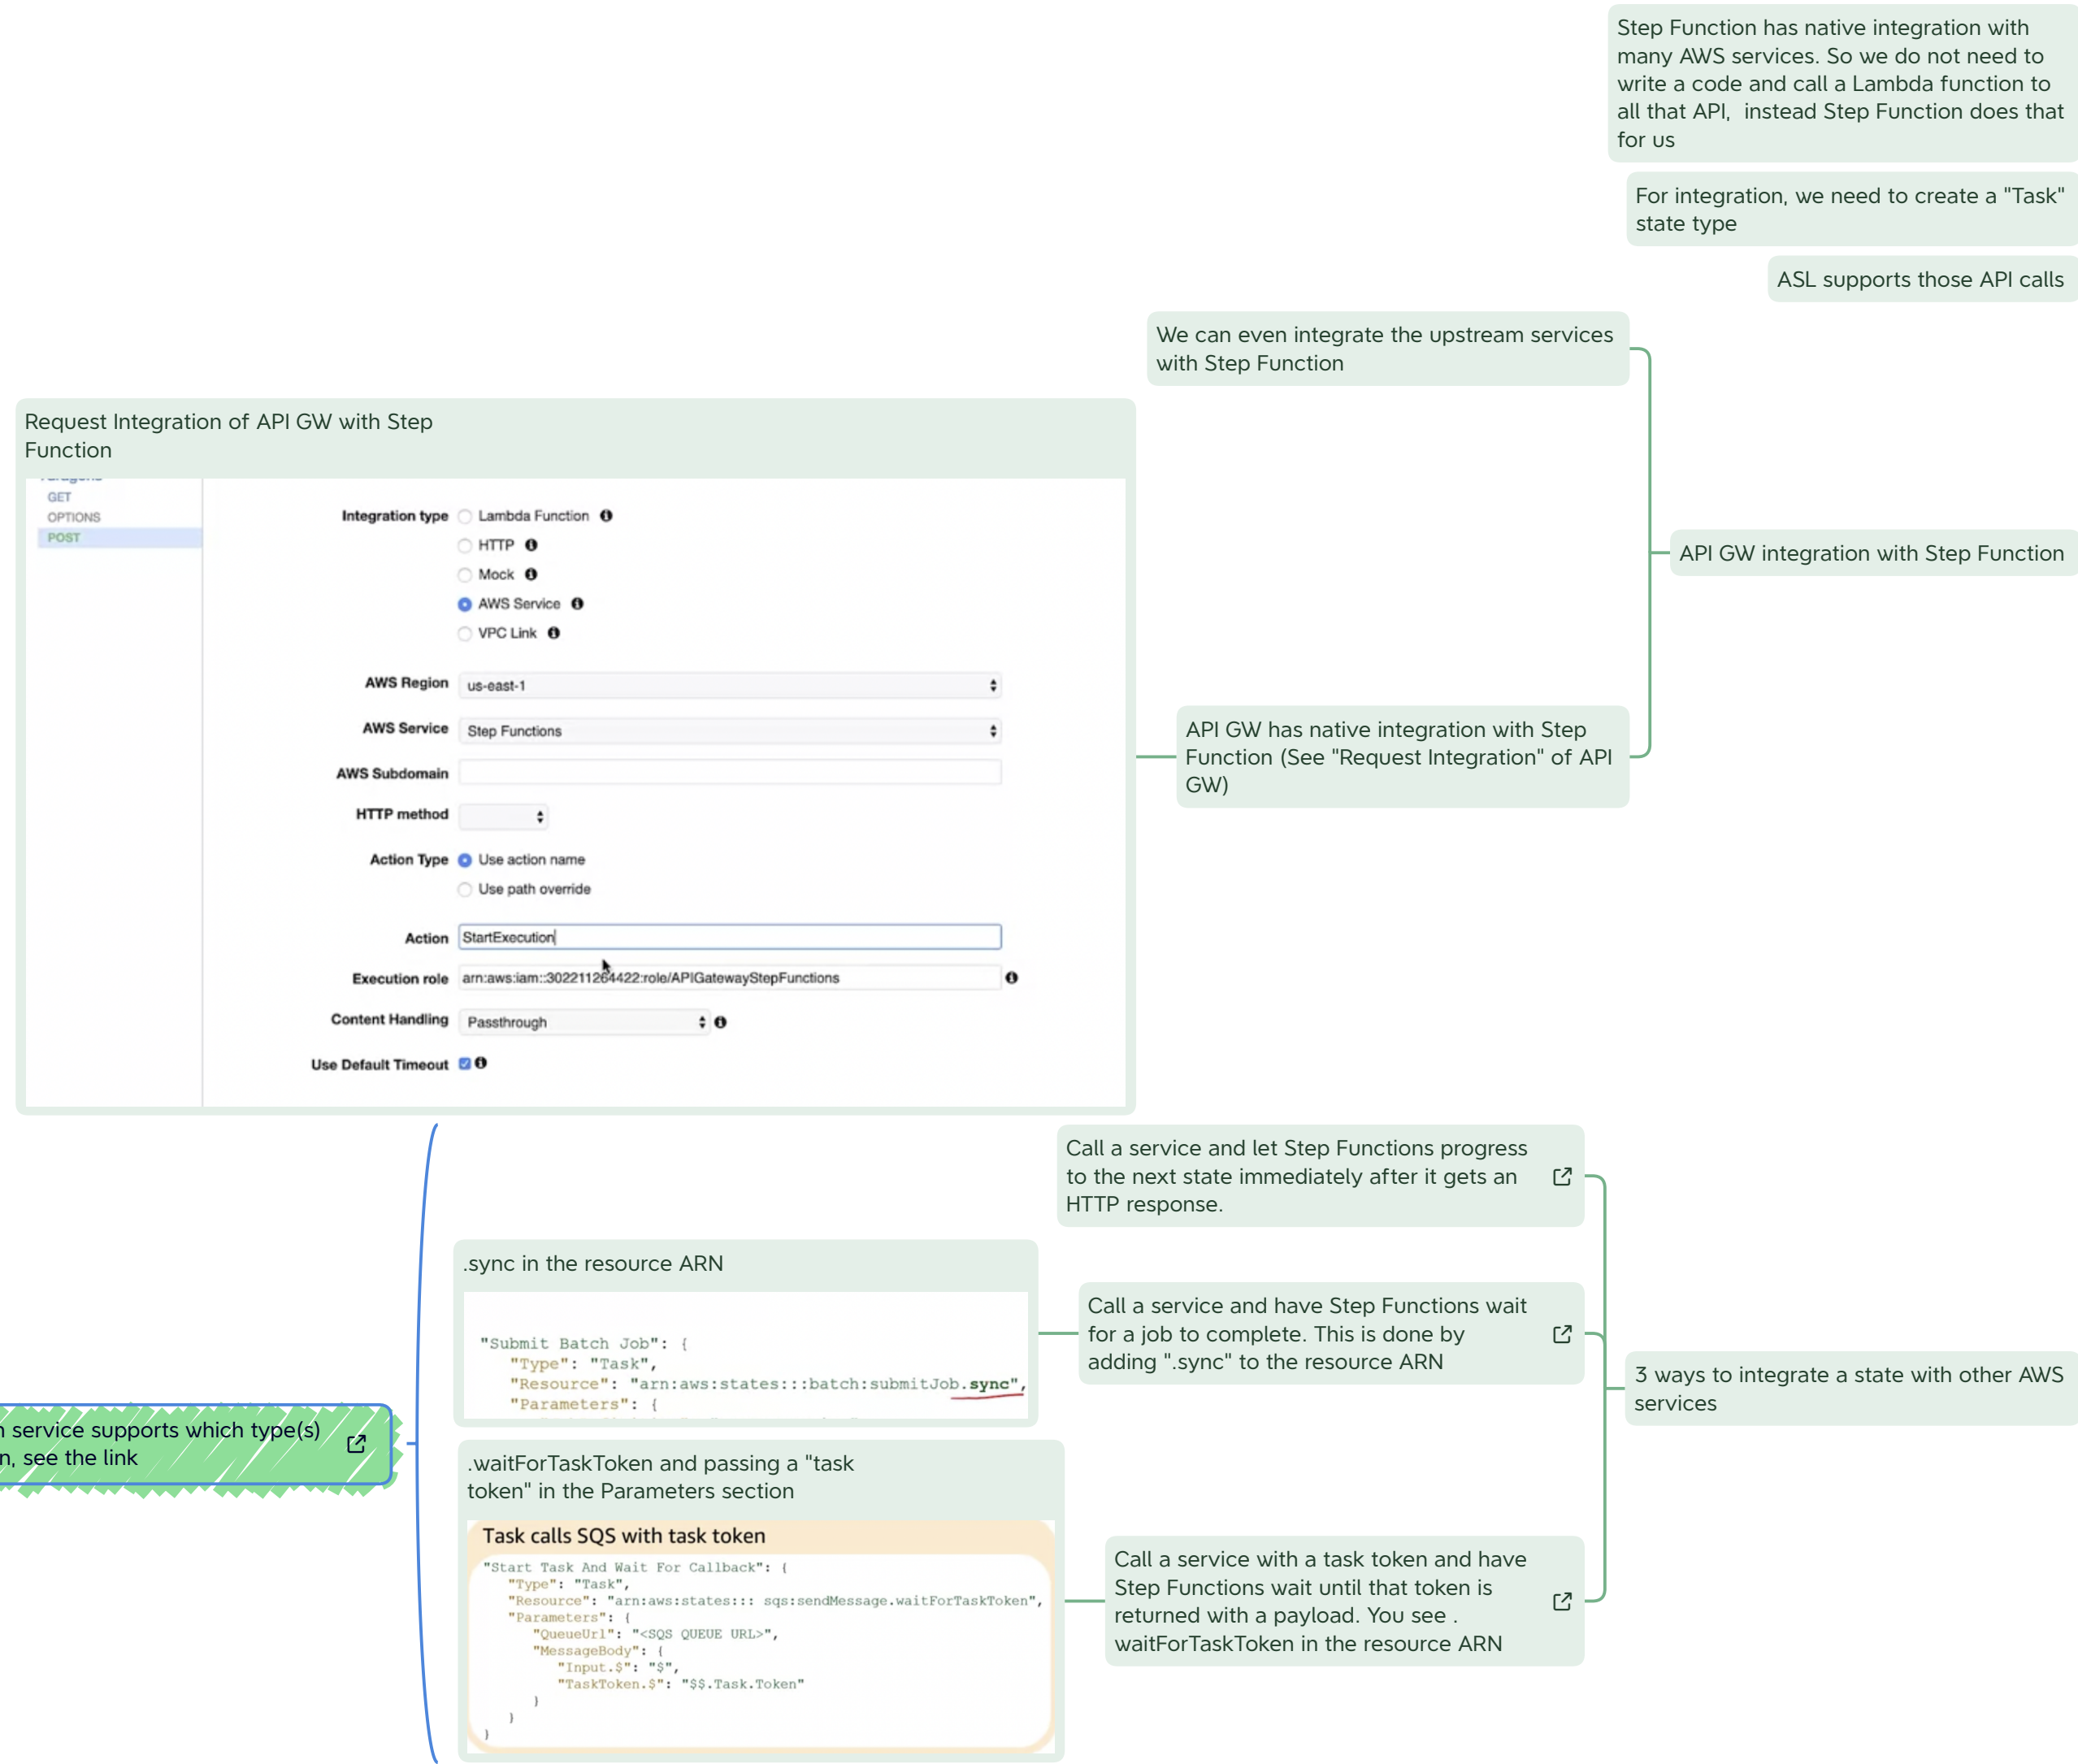 Step Function has native integration with
many AWS services. So we do not need to
write a code and call a Lambda function to
all that API,  instead Step Function does that
for us
For integration, we need to create a "Task"
state type
ASL supports those API calls
We can even integrate the upstream services
with Step Function
API GW integration with Step Function
API GW has native integration with Step
Function (See "Request Integration" of API
GW)
Request Integration of API GW with Step
Function
GET
OPTIONS
POST
Integration type
Lambda Function
HTTP
Mock
AWS Service
VPC Link
AWS Region us-east-1
AWS Service Step Functions
AWS Subdomain
HTTP method
Action Type Use action name
Use path override
Action StartExecution
Execution role arn:aws:iam::302211264422:role/APIGatewayStepFunctions
Content Handling Passthrough
Use Default Timeout
3 ways to integrate a state with other AWS
services
Call a service and let Step Functions progress
to the next state immediately after it gets an
HTTP response.
Call a service and have Step Functions wait
for a job to complete. This is done by
adding ".sync" to the resource ARN
.sync in the resource ARN
"Submit Batch Job": {
"Type": "Task",
"Resource": "arn:aws:states:::batch:submitJob.sync",
"Parameters": {
Call a service with a task token and have
Step Functions wait until that token is
returned with a payload. You see .
waitForTaskToken in the resource ARN
.waitForTaskToken and passing a "task
token" in the Parameters section
Task calls SQS with task token
"Start Task And Wait For Callback": {
"Type": "Task",
"Resource": "arn:aws:states::: sqs:sendMessage.waitForTaskToken",
"Parameters": {
"QueueUrl": "<SQS QUEUE URL>",
"MessageBody": {
"Input.$": "$",
"TaskToken.$": "$$.Task.Token"
}
}
}
service supports which type(s)
see the link